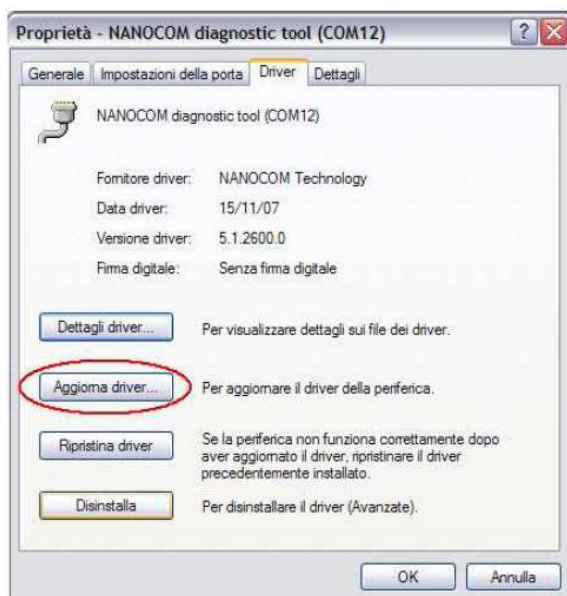 Proprietà - NANOCOM diagnostic tool (COM12)
Generale Impostazioni della porta Driver Dettagli
NANOCOM diagnostic tool (COM12)
Fornitore driver: NANOCOM Technology
Data driver: 15/11/07
Versione driver: 5.1.2600.0
Firma digitale: Senza firma digitale
Dettagli driver... Per visualizzare dettagli sui file dei driver.
Aggiorna driver... Per aggiornare il driver della periferica.
Ripristina driver Se la periferica non funziona correttamente dopo
aver aggiornato il driver, ripristinare il driver
precedentemente installato.
Disinstalla Per disinstallare il driver (Avanzate).
OK Annulla